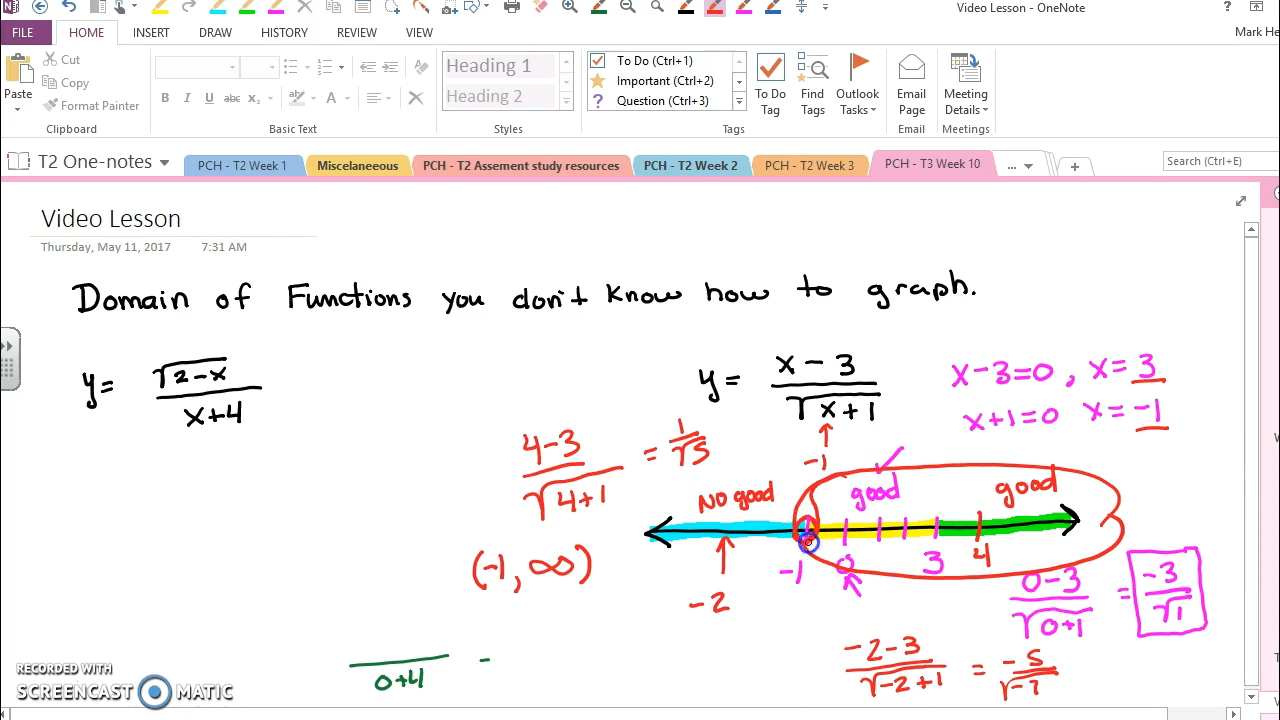 Video Lesson - OneNote
?
FILE HOME INSERT DRAW HISTORY REVIEW VIEW
Mark He
Paste
Cut
Copy
Format Painter
Clipboard
B I U abc x₂ A
Basic Text
Heading 1
Heading 2
Styles
To Do (Ctrl+1)
Important (Ctrl+2)
? Question (Ctrl+3)
Tags
To Do Tag
Find Tags
Outlook Tasks
Email Page
Email
Meeting Details
Meetings
T2 One-notes
PCH - T2 Week 1
Miscelaneeous
PCH - T2 Assement study resources
PCH - T2 Week 2
PCH - T2 Week 3
PCH - T3 Week 10
...
+
Search (Ctrl+E)
Video Lesson
Thursday, May 11, 2017 7:31 AM
Domain of Functions you don't know how to graph.
y= √2-x / x+4
y= x-3 / √x+1
x-3=0, x=3
x+1=0 x=-1
-1
4-3 / √4+1 = 1/√5
No good
good
good
(-1, ∞)
-1 0 3 4
-2
0-3 / √0+1 = -3/√1
-2-3 / √-2+1 = -5/√-1
0+4 =
RECORDED WITH
SCREENCAST MATIC